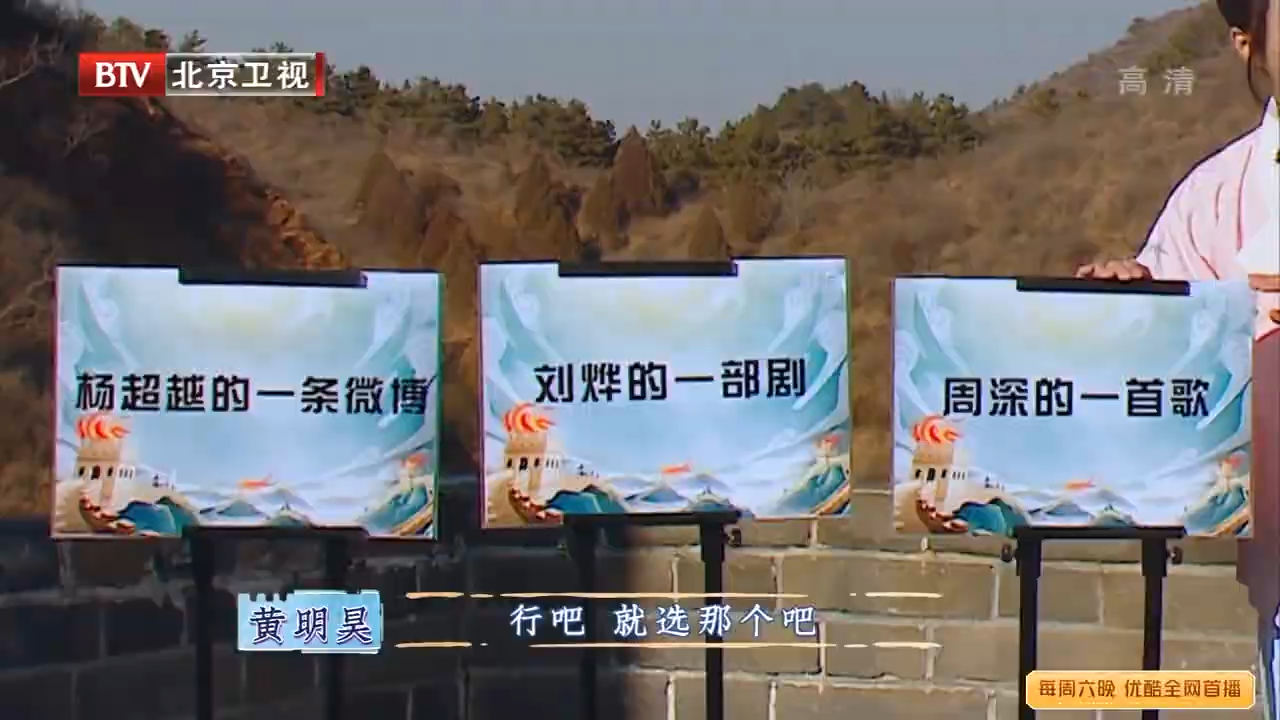 BTV 北京卫视
高清
杨超越的一条微博
刘烨的一部剧
周深的一首歌
黄明昊
行吧 就选那个吧
每周六晚 优酷全网首播